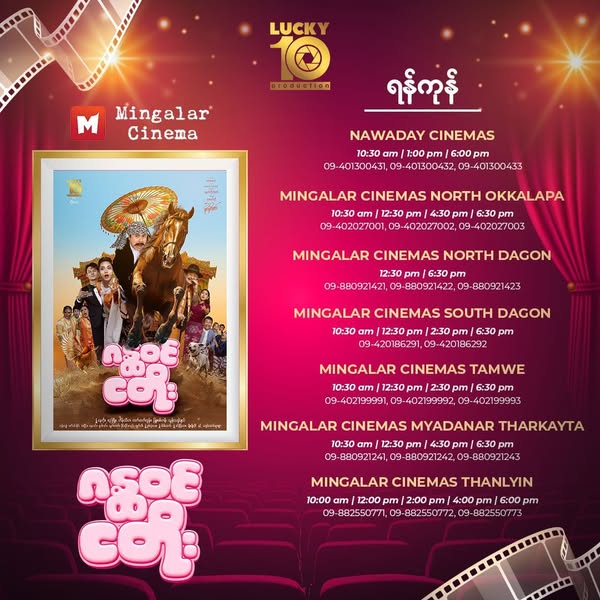 LUCKY
10
production
M Mingalar
Cinema
ရန်ကုန်
NAWADAY CINEMAS
10:30 am | 1:00 pm | 6:00 pm
09-401300431, 09-401300432, 09-401300433
MINGALAR CINEMAS NORTH OKKALAPA
10:30 am | 12:30 pm | 4:30 pm | 6:30 pm
09-402027001, 09-402027002, 09-402027003
MINGALAR CINEMAS NORTH DAGON
12:30 pm | 6:30 pm
09-880921421, 09-880921422, 09-880921423
MINGALAR CINEMAS SOUTH DAGON
10:30 am | 12:30 pm | 2:30 pm | 6:30 pm
09-420186291, 09-420186292
MINGALAR CINEMAS TAMWE
10:30 am | 12:30 pm | 2:30 pm | 6:30 pm
09-402199991, 09-402199992, 09-402199993
MINGALAR CINEMAS MYADANAR THARKAYTA
10:30 am | 12:30 pm | 4:30 pm | 6:30 pm
09-880921241, 09-880921242, 09-880921243
MINGALAR CINEMAS THANLYIN
10:00 am | 12:00 pm | 2:00 pm | 4:00 pm | 6:00 pm
09-882550771, 09-882550772, 09-882550773
ဂန္ထဝင်
ငတိုး